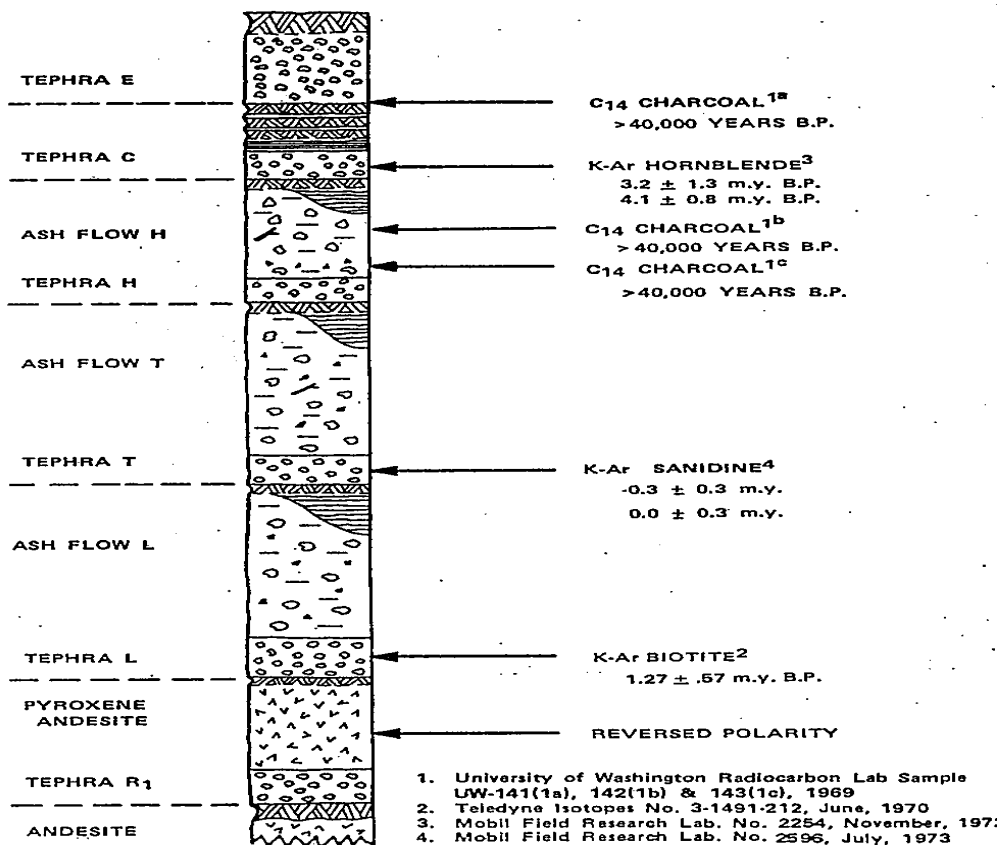 TEPHRA E
C14 CHARCOAL1a
>40,000 YEARS B.P.
TEPHRA C
K-Ar HORNBLENDE3
3.2 ± 1.3 m.y. B.P.
4.1 ± 0.8 m.y. B.P.
ASH FLOW H
C14 CHARCOAL1b
>40,000 YEARS B.P.
C14 CHARCOAL1c
TEPHRA H
>40,000 YEARS B.P.
ASH FLOW T
TEPHRA T
K-Ar SANIDINE4
-0.3 ± 0.3 m.y.
0.0 ± 0.3 m.y.
ASH FLOW L
TEPHRA L
K-Ar BIOTITE2
1.27 ± .57 m.y. B.P.
PYROXENE
ANDESITE
REVERSED POLARITY
TEPHRA R1
ANDESITE
1. University of Washington Radiocarbon Lab Sample
UW-141(1a), 142(1b) & 143(1c), 1969
2. Teledyne Isotopes No. 3-1491-212, June, 1970
3. Mobil Field Research Lab. No. 2254, November, 1972
4. Mobil Field Research Lab. No. 2596, July, 1973